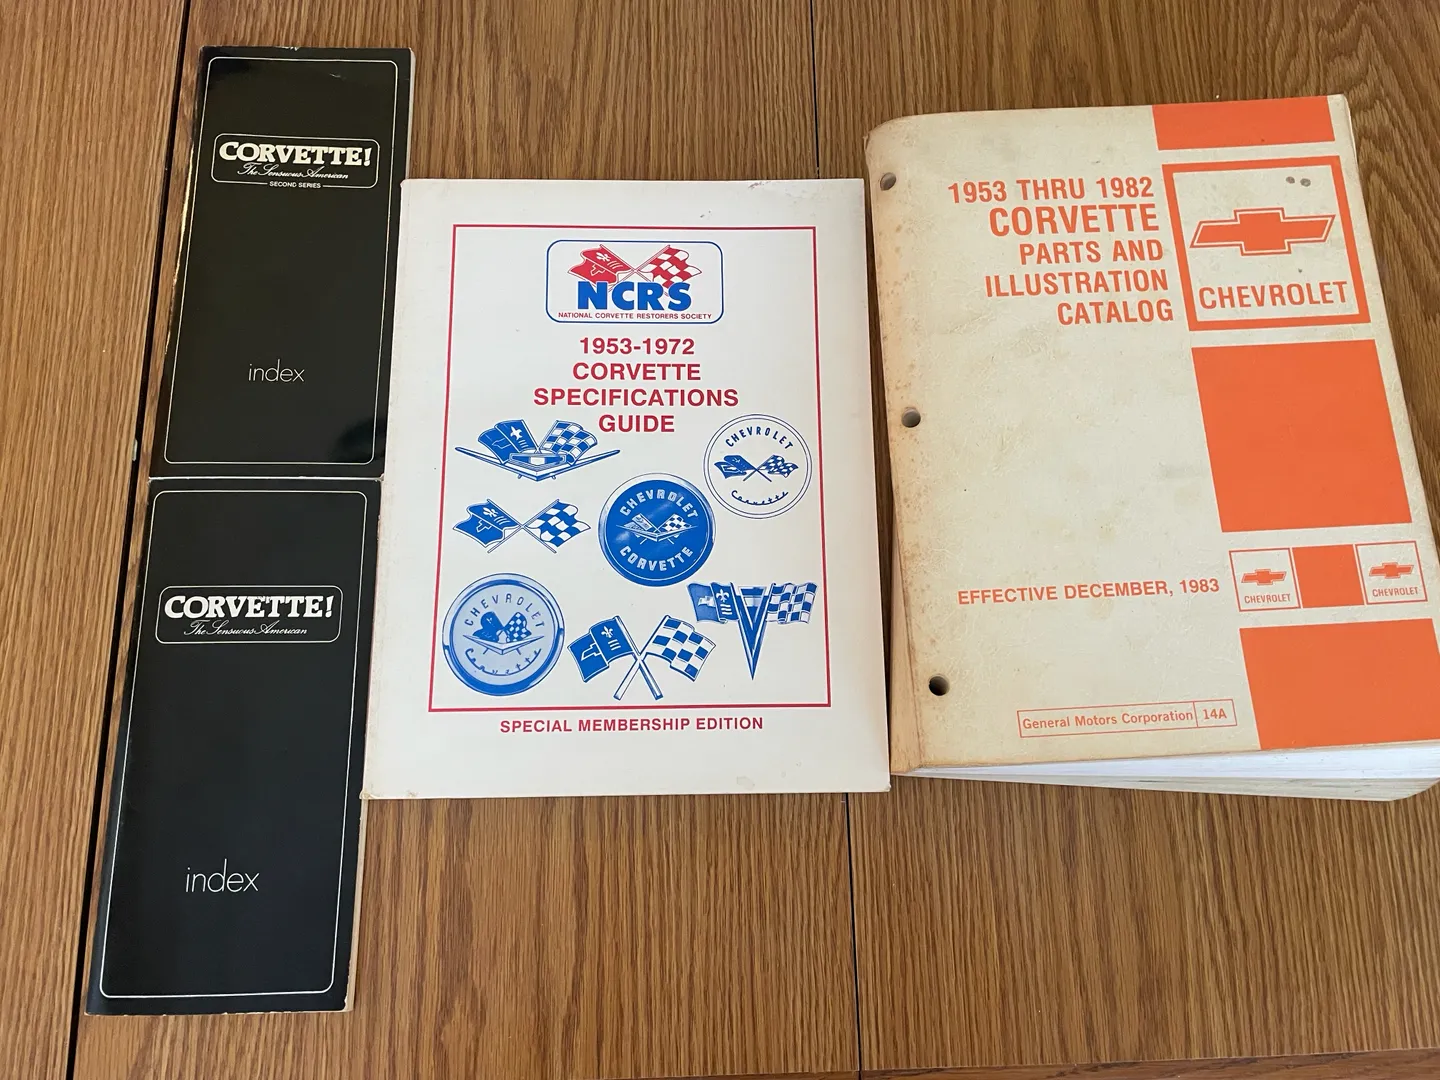 CORVETTE!
The Sensuous American
SECOND SERIES
index
CORVETTE!
The Sensuous American
index
NCRS
NATIONAL CORVETTE RESTORERS SOCIETY
1953-1972
CORVETTE
SPECIFICATIONS
GUIDE
CHEVROLET
Corvette
CHEVROLET
CORVETTE
CHEVROLET
Corvette
SPECIAL MEMBERSHIP EDITION
1953 THRU 1982
CORVETTE
PARTS AND
ILLUSTRATION
CATALOG
CHEVROLET
EFFECTIVE DECEMBER, 1983
CHEVROLET
CHEVROLET
General Motors Corporation 14A